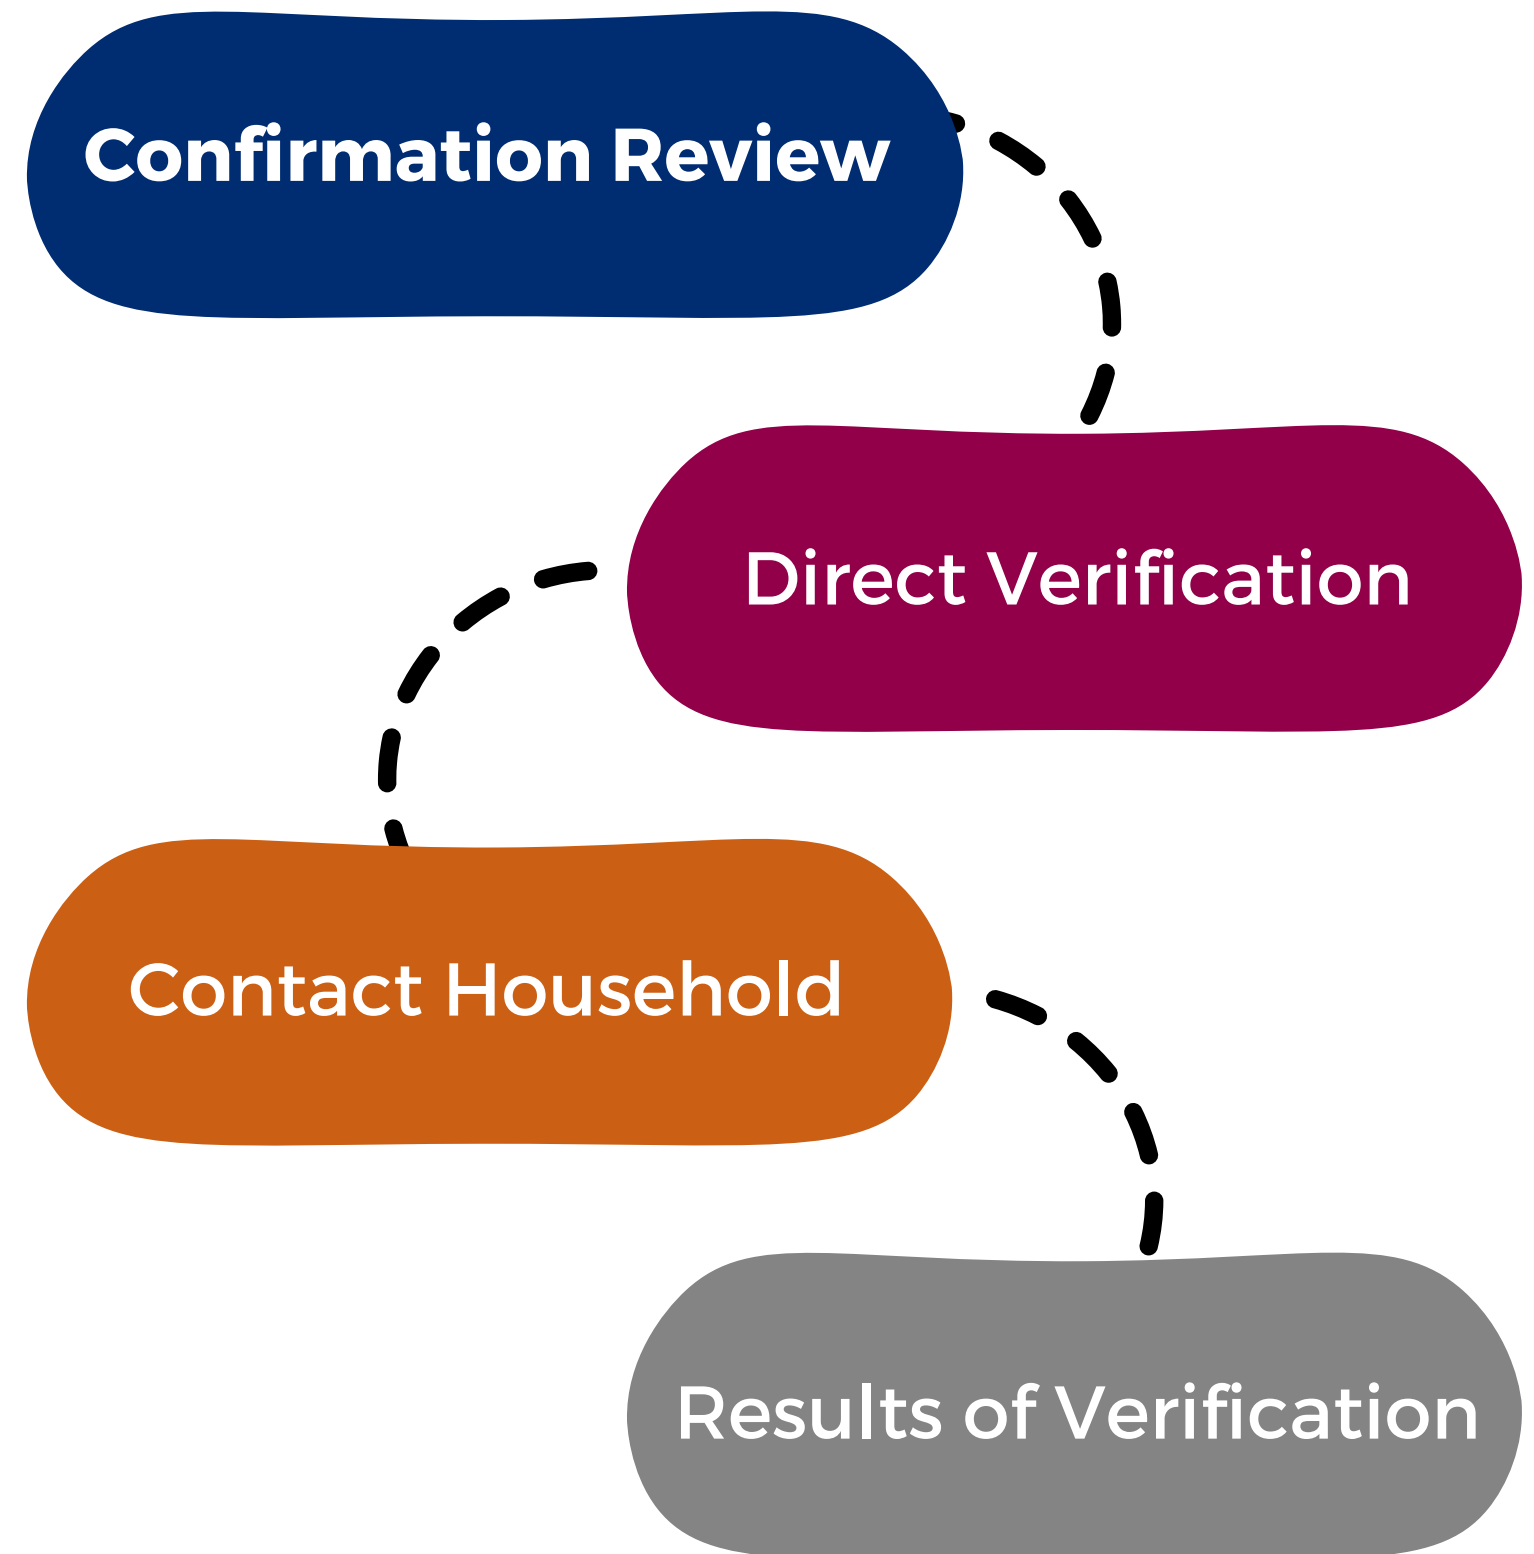 Confirmation Review
Direct Verification
Contact Household
Results of Verification